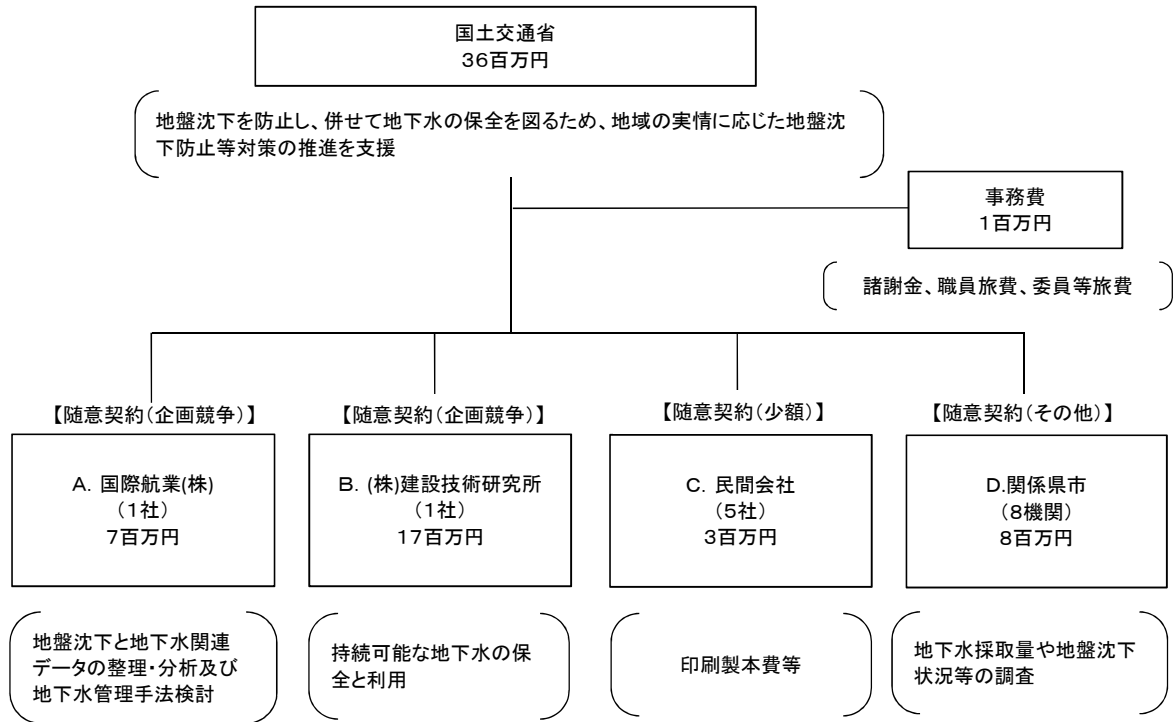 国土交通省
36百万円
地盤沈下を防止し、併せて地下水の保全を図るため、地域の実情に応じた地盤沈
下防止等対策の推進を支援
事務費
1百万円
諸謝金、職員旅費、委員等旅費
【随意契約(企画競争)】
A. 国際航業(株)
(1社)
7百万円
地盤沈下と地下水関連
データの整理・分析及び
地下水管理手法検討
【随意契約(企画競争)】
B. (株)建設技術研究所
(1社)
17百万円
持続可能な地下水の保
全と利用
【随意契約(少額)】
C. 民間会社
(5社)
3百万円
印刷製本費等
【随意契約(その他)】
D.関係県市
(8機関)
8百万円
地下水採取量や地盤沈下
状況等の調査